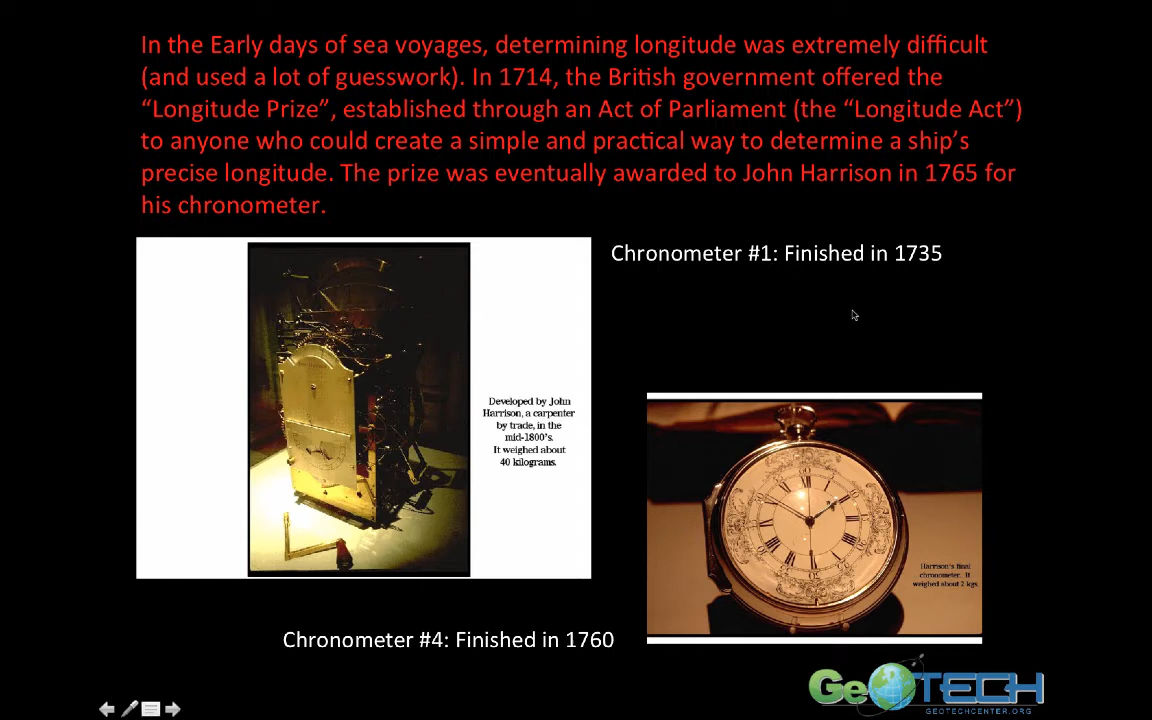 In the Early days of sea voyages, determining longitude was extremely difficult
(and used a lot of guesswork). In 1714, the British government offered the
“Longitude Prize”, established through an Act of Parliament (the “Longitude Act”)
to anyone who could create a simple and practical way to determine a ship’s
precise longitude. The prize was eventually awarded to John Harrison in 1765 for
his chronometer.
Chronometer #1: Finished in 1735
Developed by John
Harrison, a carpenter
by trade, in the
mid-1800's.
It weighed about
40 kilograms.
Harrison's final
chronometer. It
weighed about 2 kgs.
Chronometer #4: Finished in 1760
GeoTECH
GEOTECHCENTER.ORG